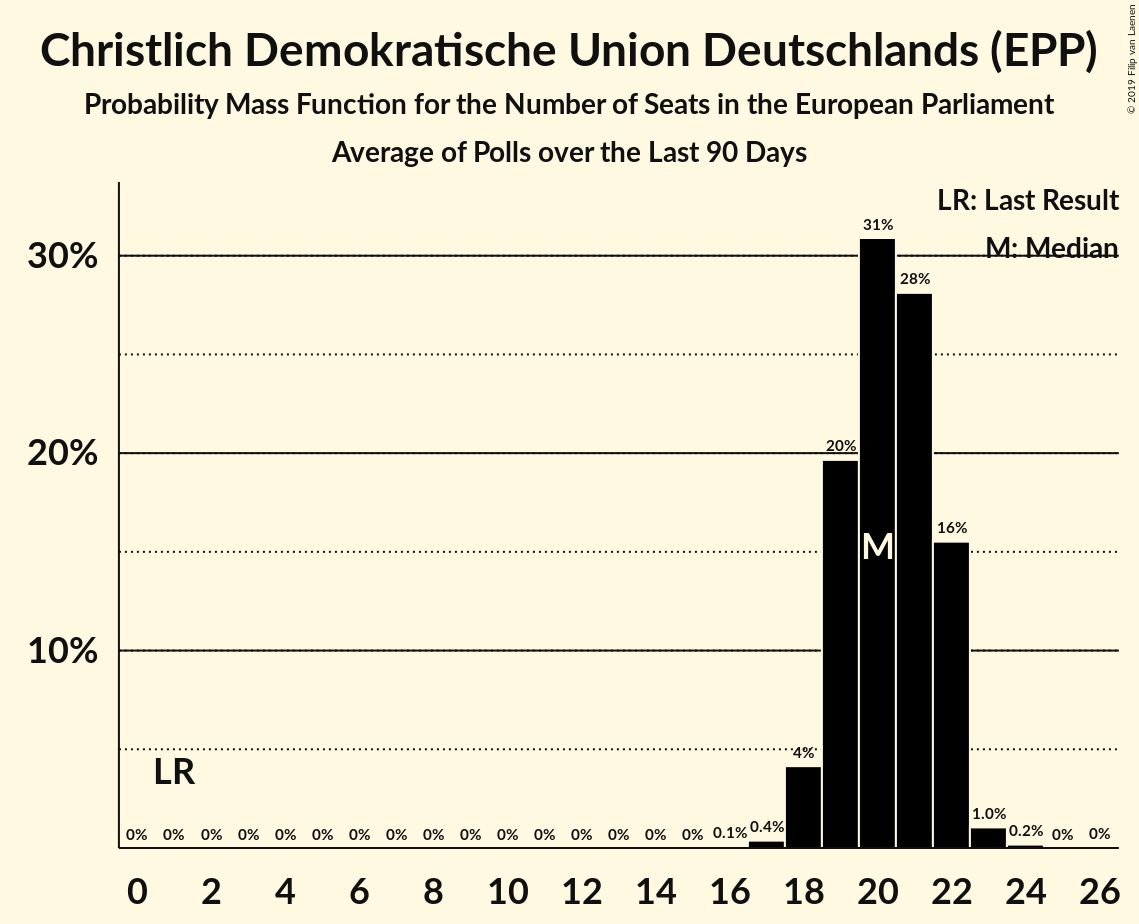 Christlich Demokratische Union Deutschlands (EPP)
Probability Mass Function for the Number of Seats in the European Parliament
Average of Polls over the Last 90 Days
© 2019 Filip van Laenen
LR: Last Result
M: Median
30%
20%
10%
31%
28%
20%
16%
M
4%
LR
0% 0% 0% 0% 0% 0% 0% 0% 0% 0% 0% 0% 0% 0% 0% 0% 0.1% 0.4% 1.0% 0.2% 0% 0%
0 2 4 6 8 10 12 14 16 18 20 22 24 26